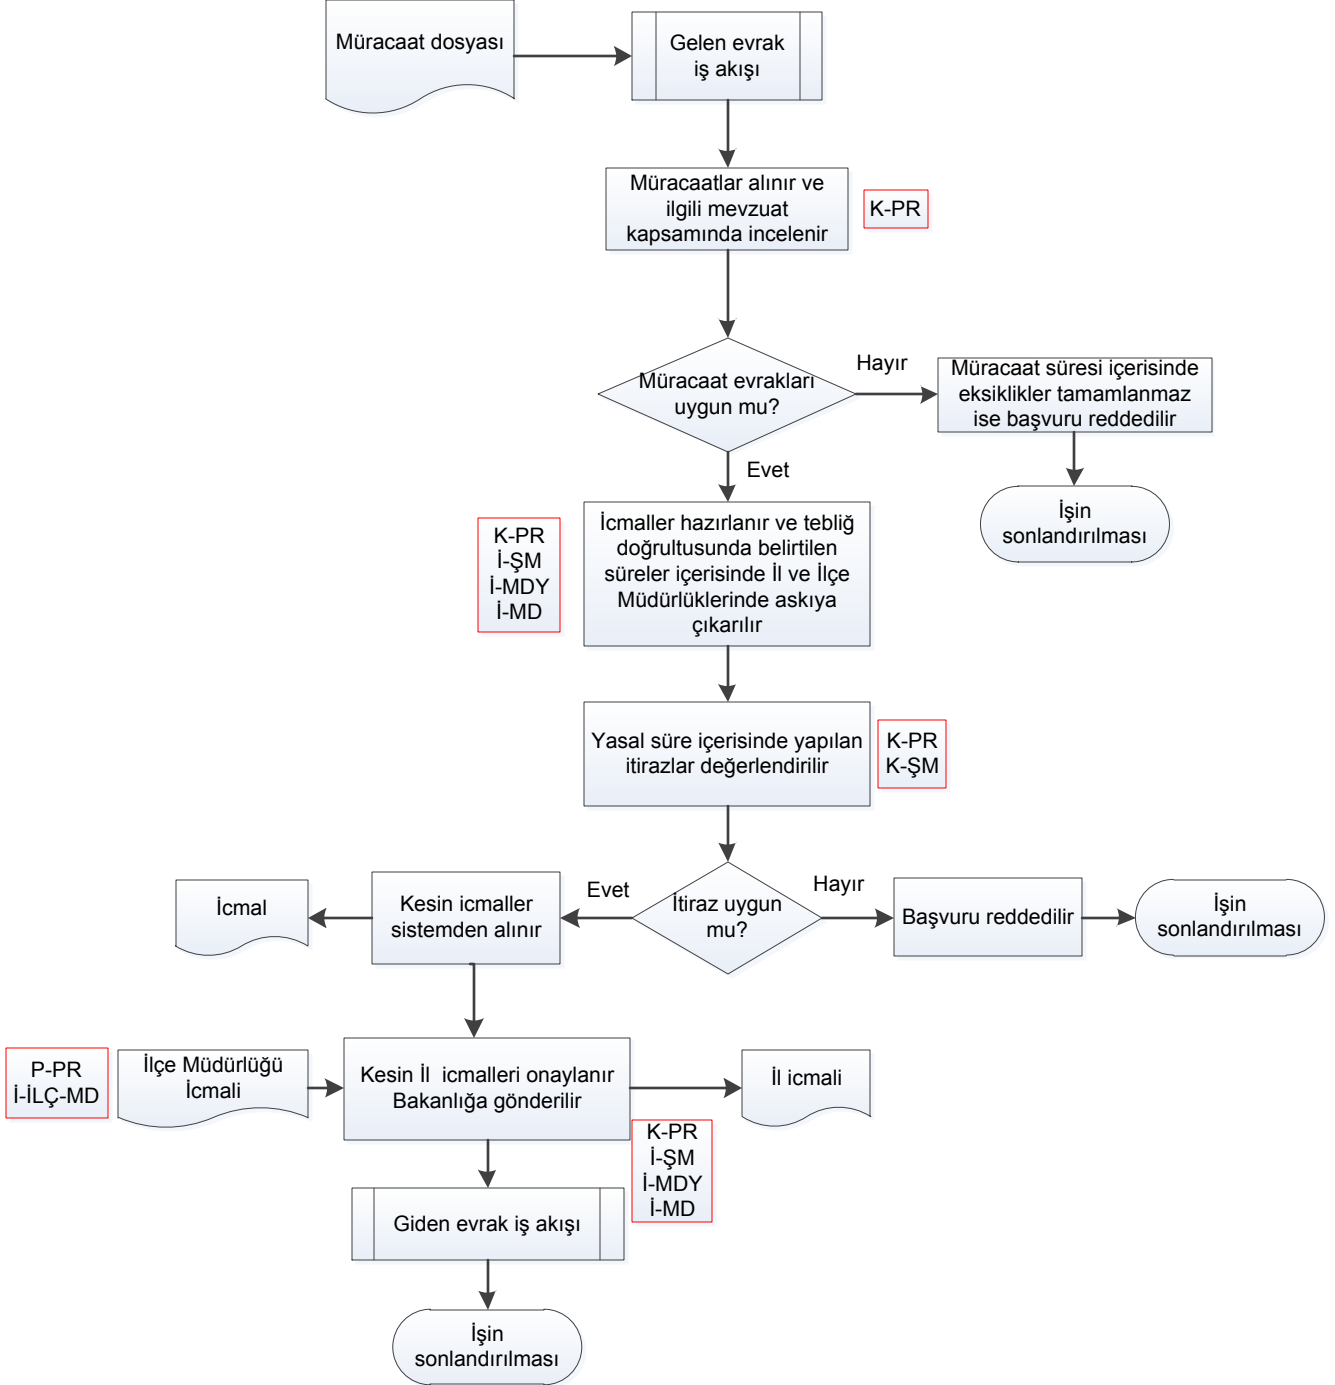 Müracaat dosyası
Gelen evrak
iş akışı
Müracaatlar alınır ve
ilgili mevzuat
kapsamında incelenir
K-PR
Müracaat evrakları
uygun mu?
Hayır
Müracaat süresi içerisinde
eksiklikler tamamlanmaz
ise başvuru reddedilir
Evet
İşin
sonlandırılması
K-PR
İ-ŞM
İ-MDY
İ-MD
İcmaller hazırlanır ve tebliğ
doğrultusunda belirtilen
süreler içerisinde İl ve İlçe
Müdürlüklerinde askıya
çıkarılır
Yasal süre içerisinde yapılan
itirazlar değerlendirilir
K-PR
K-ŞM
İcmal
Kesin icmaller
sistemden alınır
Evet
İtiraz uygun
mu?
Hayır
Başvuru reddedilir
İşin
sonlandırılması
P-PR
İ-İLÇ-MD
İlçe Müdürlüğü
İcmali
Kesin İl  icmalleri onaylanır
Bakanlığa gönderilir
İl icmali
K-PR
İ-ŞM
İ-MDY
İ-MD
Giden evrak iş akışı
İşin
sonlandırılması